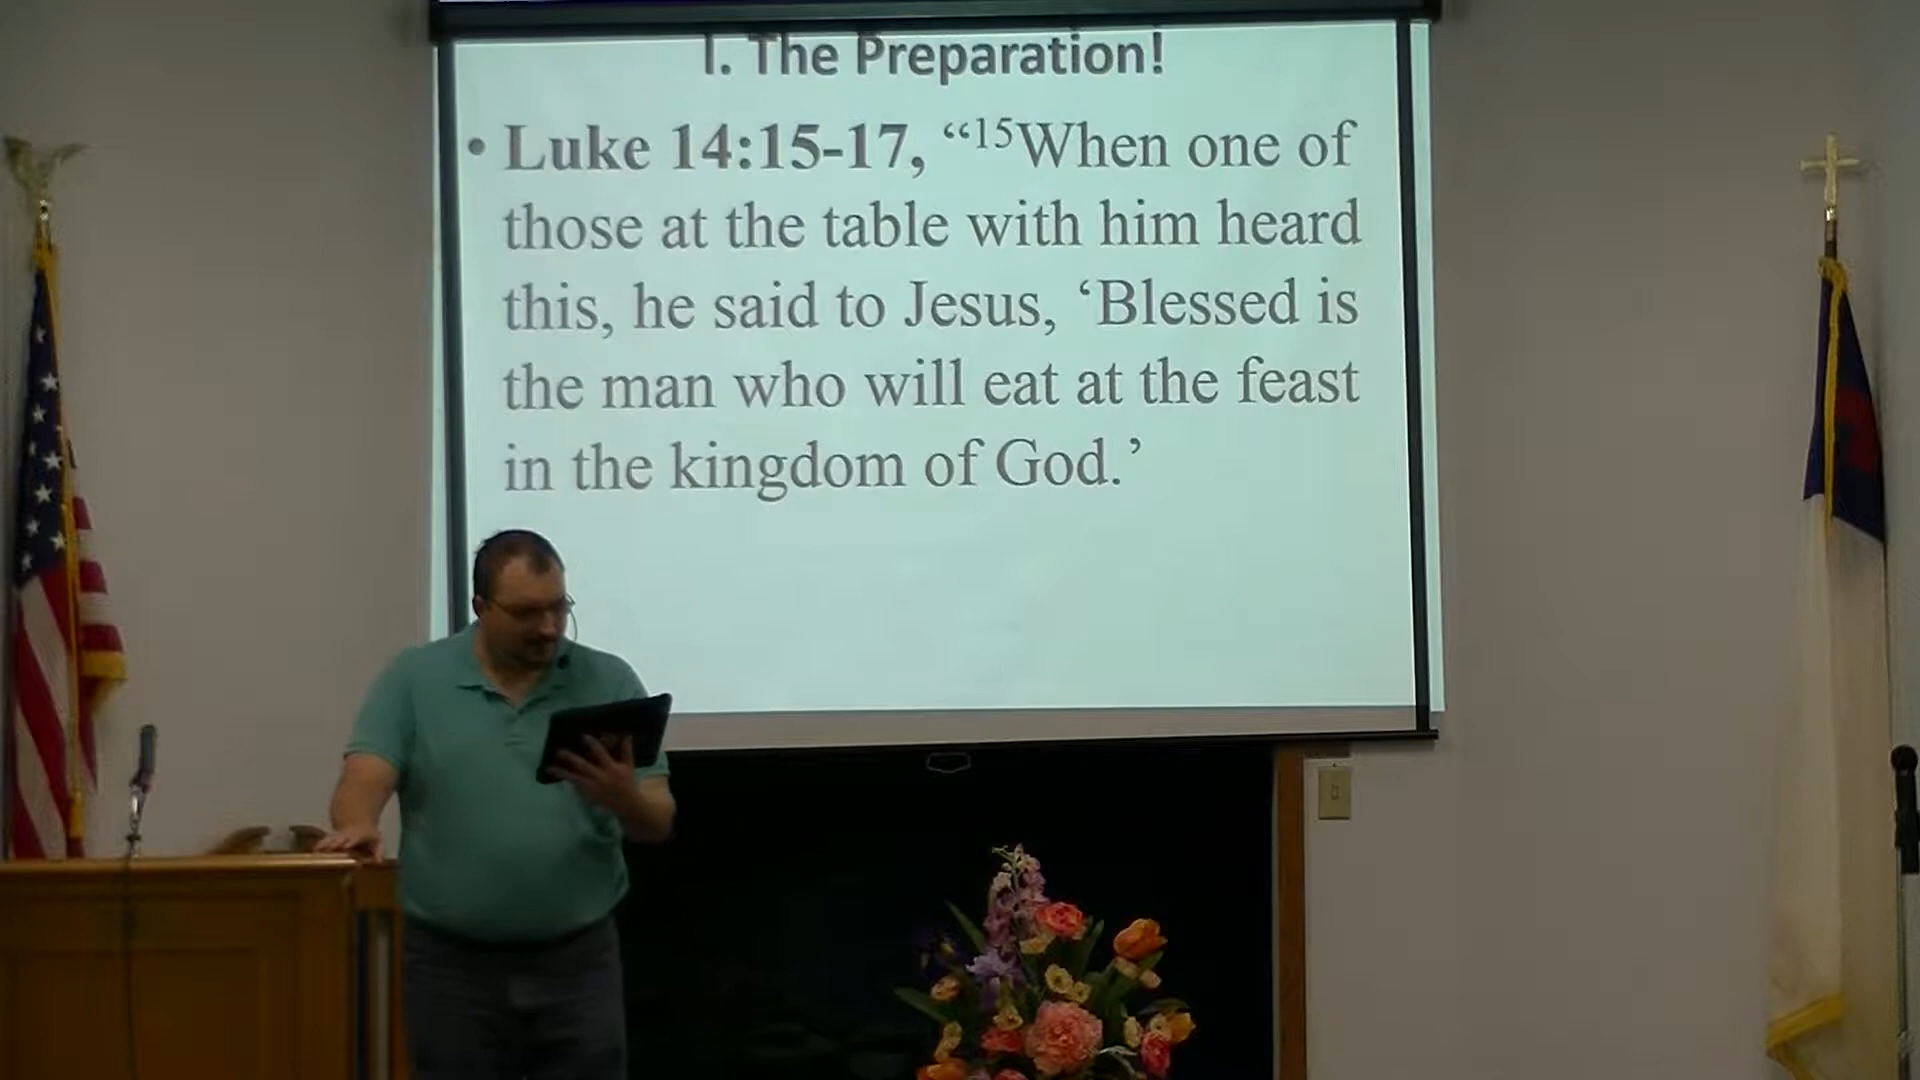 I. The Preparation!
• Luke 14:15-17, “15When one of
those at the table with him heard
this, he said to Jesus, ‘Blessed is
the man who will eat at the feast
in the kingdom of God.’